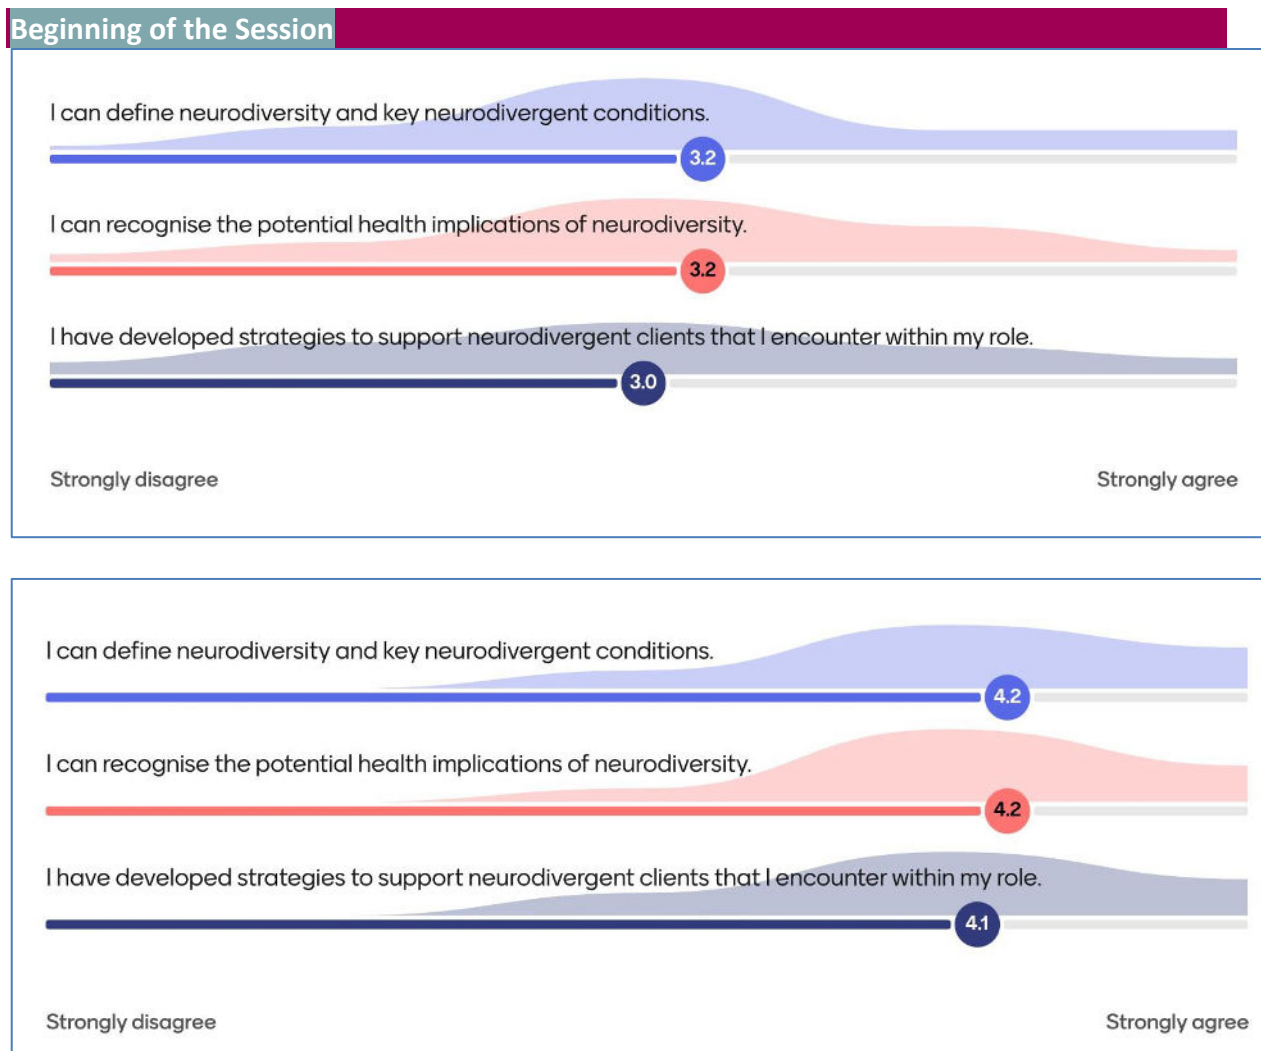 Beginning of the Session
I can define neurodiversity and key neurodivergent conditions.
3.2
I can recognise the potential health implications of neurodiversity.
3.2
I have developed strategies to support neurodivergent clients that I encounter within my role.
3.0
Strongly disagree
Strongly agree
I can define neurodiversity and key neurodivergent conditions.
4.2
I can recognise the potential health implications of neurodiversity.
4.2
I have developed strategies to support neurodivergent clients that I encounter within my role.
4.1
Strongly disagree
Strongly agree